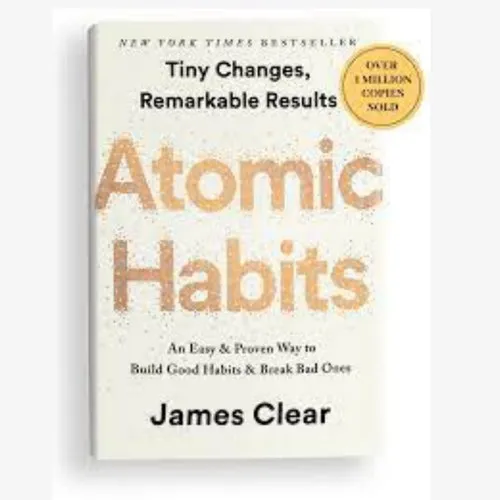 NEW YORK TIMES BESTSELLER
Tiny Changes,
Remarkable Results
OVER
1 MILLION
COPIES
SOLD
Atomic
Habits
An Easy & Proven Way to
Build Good Habits & Break Bad Ones
James Clear